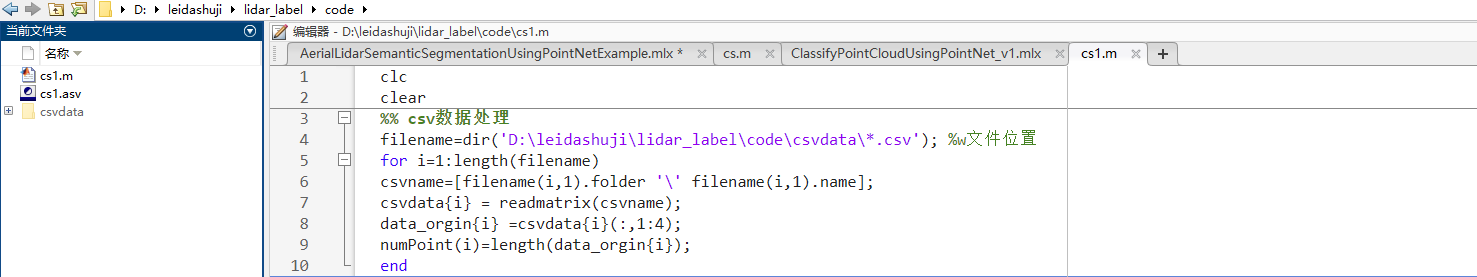 D: leidashuji lidar_label code
当前文件夹
名称
cs1.m
cs1.asv
csvdata
编辑器 - D:\leidashuji\lidar_label\code\cs1.m
AerialLidarSemanticSegmentationUsingPointNetExample.mlx * cs.m ClassifyPointCloudUsingPointNet_v1.mlx cs1.m
1 clc
2 clear
3 %% csv数据处理
4 filename=dir('D:\leidashuji\lidar_label\code\csvdata\*.csv'); %w文件位置
5 for i=1:length(filename)
6 csvname=[filename(i,1).folder '\' filename(i,1).name];
7 csvdata{i} = readmatrix(csvname);
8 data_orgin{i} =csvdata{i}(:,1:4);
9 numPoint(i)=length(data_orgin{i});
10 end